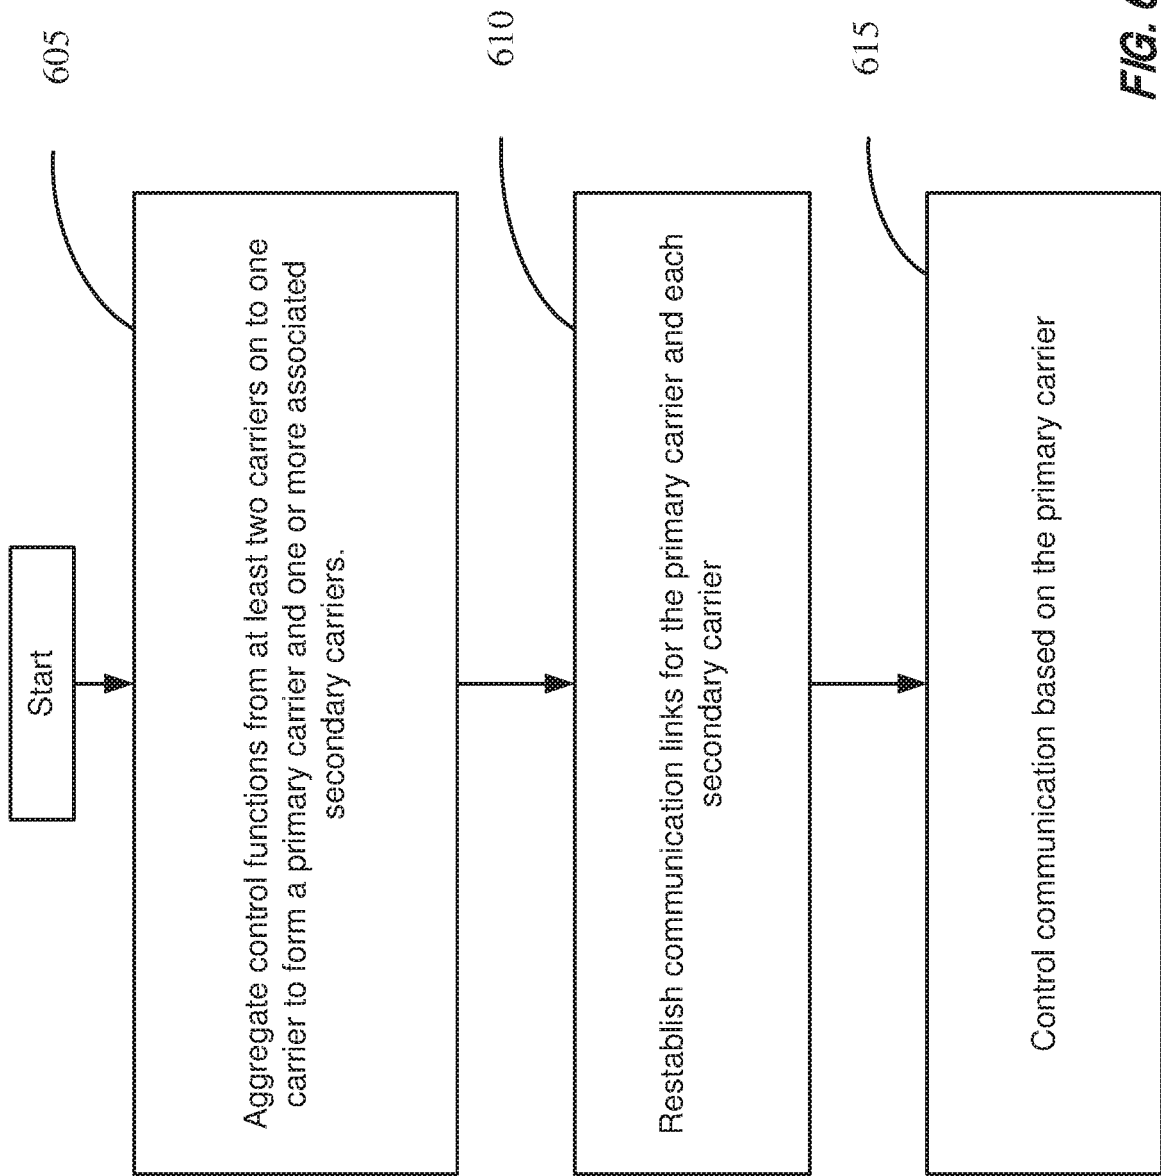 Start
605
Aggregate control functions from at least two carriers on to one
carrier to form a primary carrier and one or more associated
secondary carriers.
610
Restablish communication links for the primary carrier and each
secondary carrier
615
Control communication based on the primary carrier
FIG.